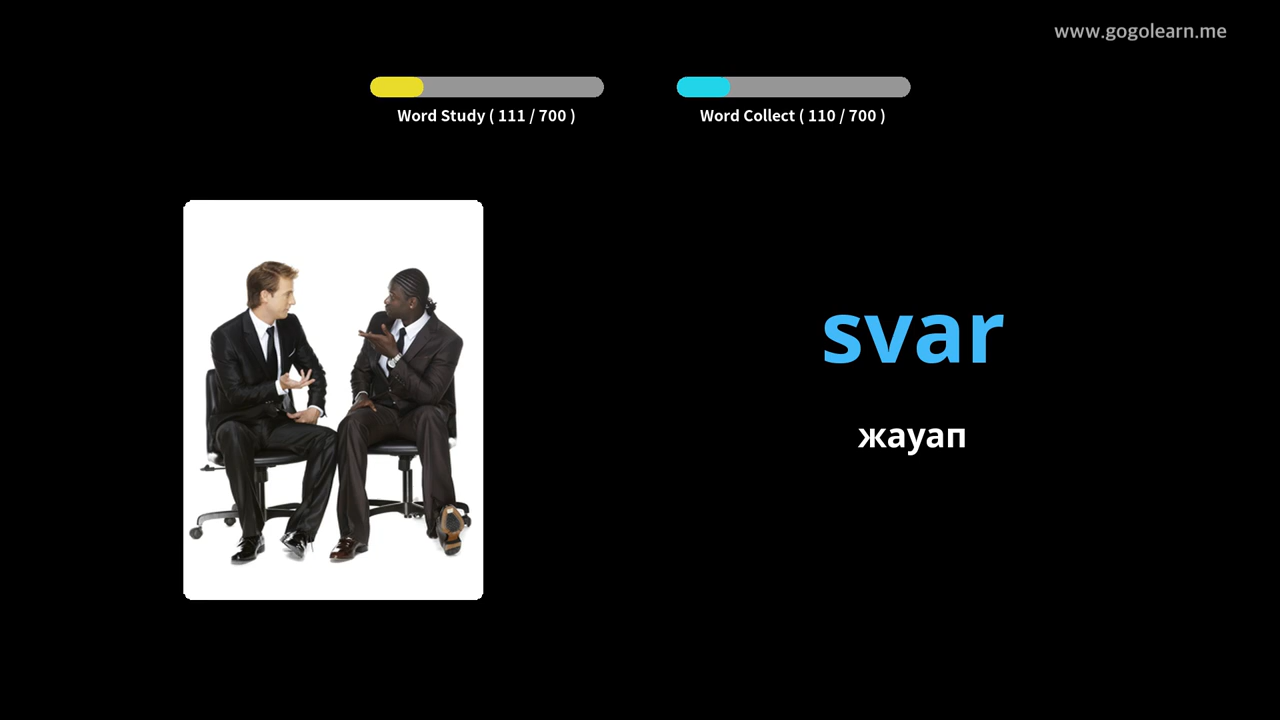 www.gogolearn.me
Word Study ( 111 / 700 )
Word Collect ( 110 / 700 )
svar
жауап